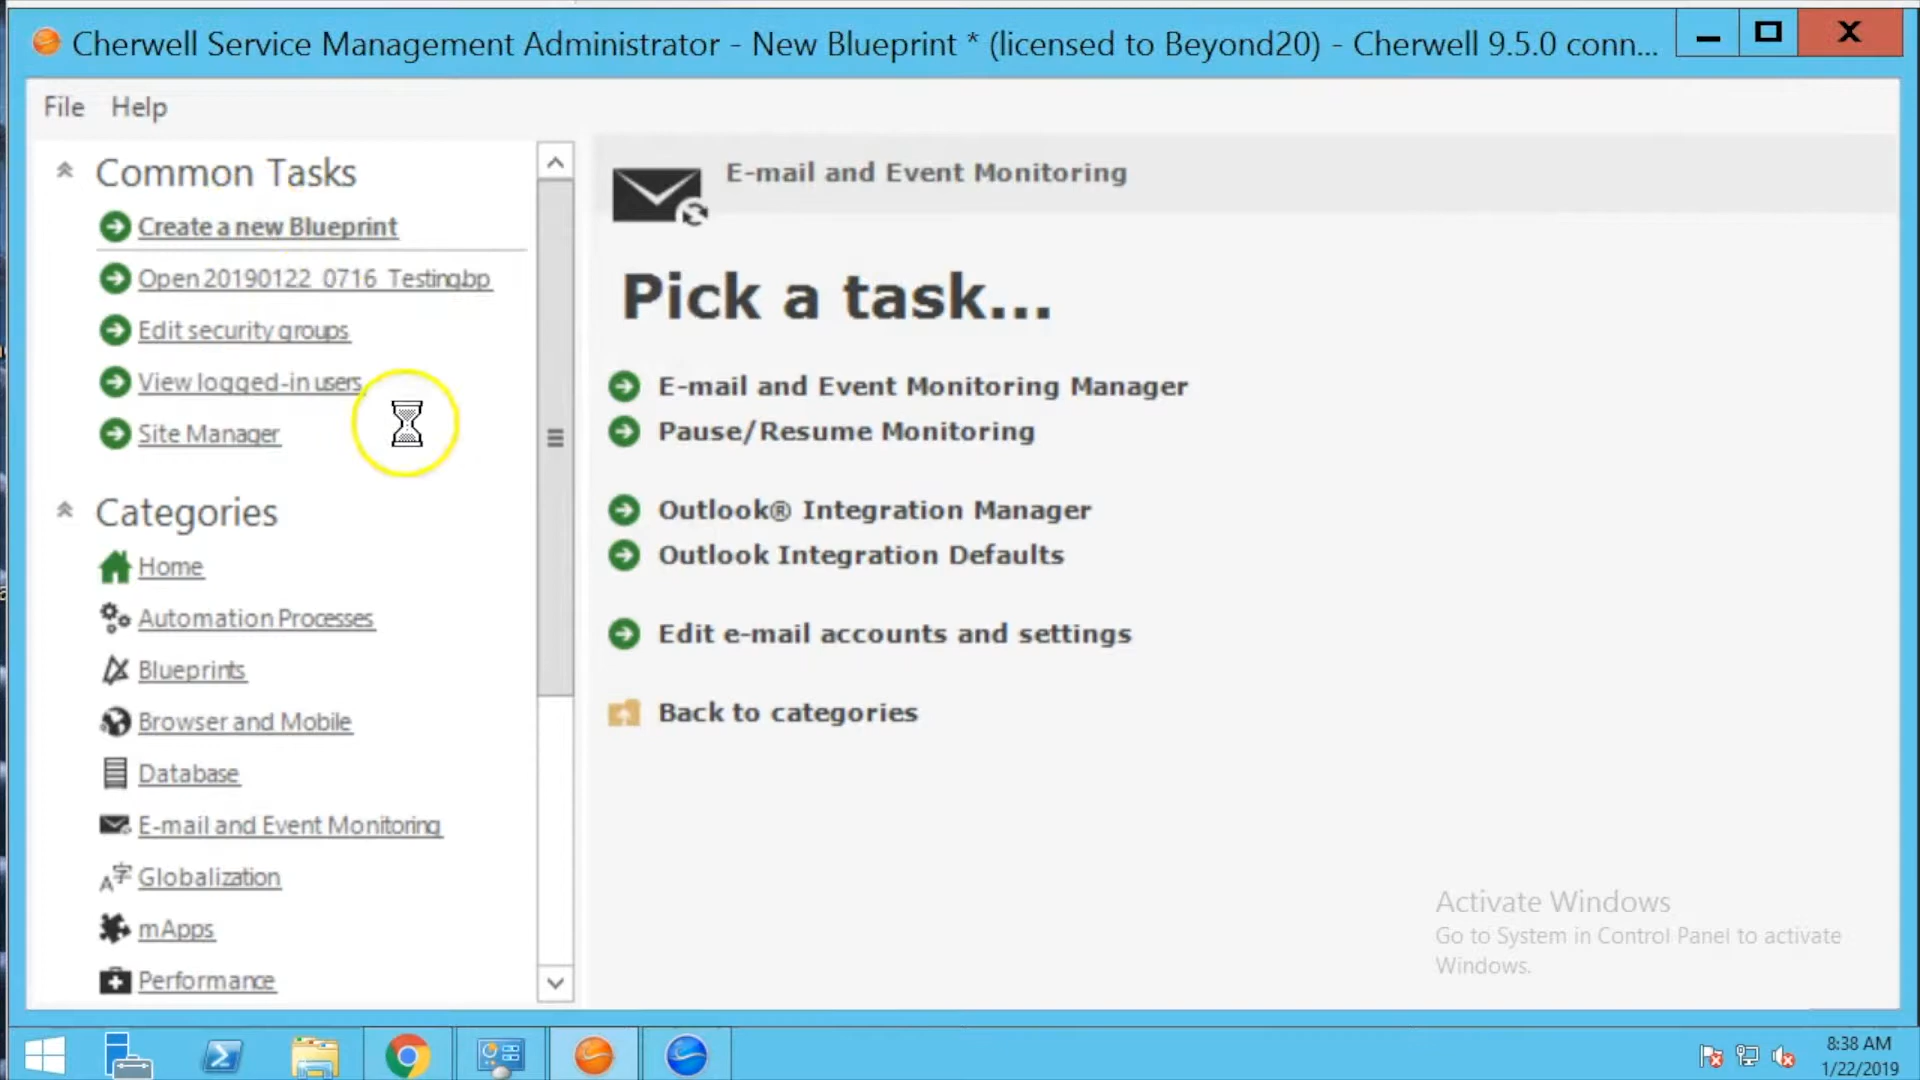 Cherwell Service Management Administrator - New Blueprint * (licensed to Beyond20) - Cherwell 9.5.0 conn...
File Help
Common Tasks
Create a new Blueprint
Open 20190122_0716_Testing.bp
Edit security groups
View logged-in users
Site Manager
Categories
Home
Automation Processes
Blueprints
Browser and Mobile
Database
E-mail and Event Monitoring
Globalization
mApps
Performance
E-mail and Event Monitoring
Pick a task...
E-mail and Event Monitoring Manager
Pause/Resume Monitoring
Outlook® Integration Manager
Outlook Integration Defaults
Edit e-mail accounts and settings
Back to categories
Activate Windows
Go to System in Control Panel to activate
Windows.
8:38 AM
1/22/2019